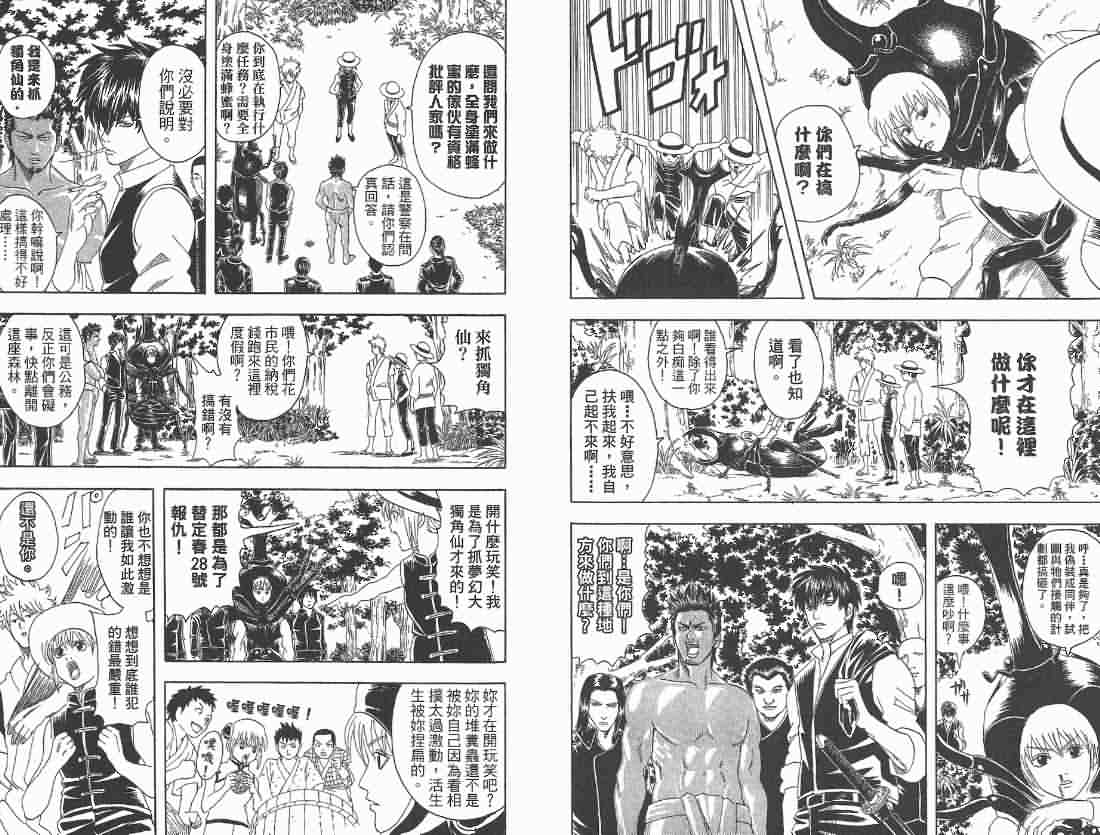 你們在搞
什麼啊？
ドゴォ
你才在這裡
做什麼呢！
看了也知
道啊。
誰看得出來
啊！除了你
夠白痴這一
點之外！
喂…不好意思，
扶我起來，我自
己起不來啊……
呼…真是夠了，把
我偽裝成同伴，試
圖與牠們接觸的計
劃都搞砸了。
喂！什麼事
這麼吵啊？
嗯！
啊…是你們！
你們到這種地
方來做什麼？
還問我們來做什
麼，全身塗滿蜂
蜜的傢伙有資格
批評人家嗎？
你到底在執行什
麼任務？需要全
身塗滿蜂蜜啊？
這是警察在問
話，請你們認
真回答。
沒必要對
你們說明。
我是來抓
獨角仙的。
你幹嘛說啊！
這樣搞得不好
處理……
來抓獨角
仙？
喂！你們花
市民的納稅
錢跑來這裡
度假啊？
有沒有
搞錯啊？
這可是公務，
反正你們會礙
事，快點離開
這座森林。
開什麼玩笑！我
是為了抓夢幻大
獨角仙才來的！
那都是為了
替定春28號
報仇！
妳才在開玩笑吧？
妳的堆糞蟲還不是
被妳自己因為看相
撲太過激動，活生
生被妳捏扁的。
喔喔喔喔喔！
噗！
你也不想想是
誰讓我如此激
動的！
還不是你。
想想到底誰犯
的錯最嚴重！